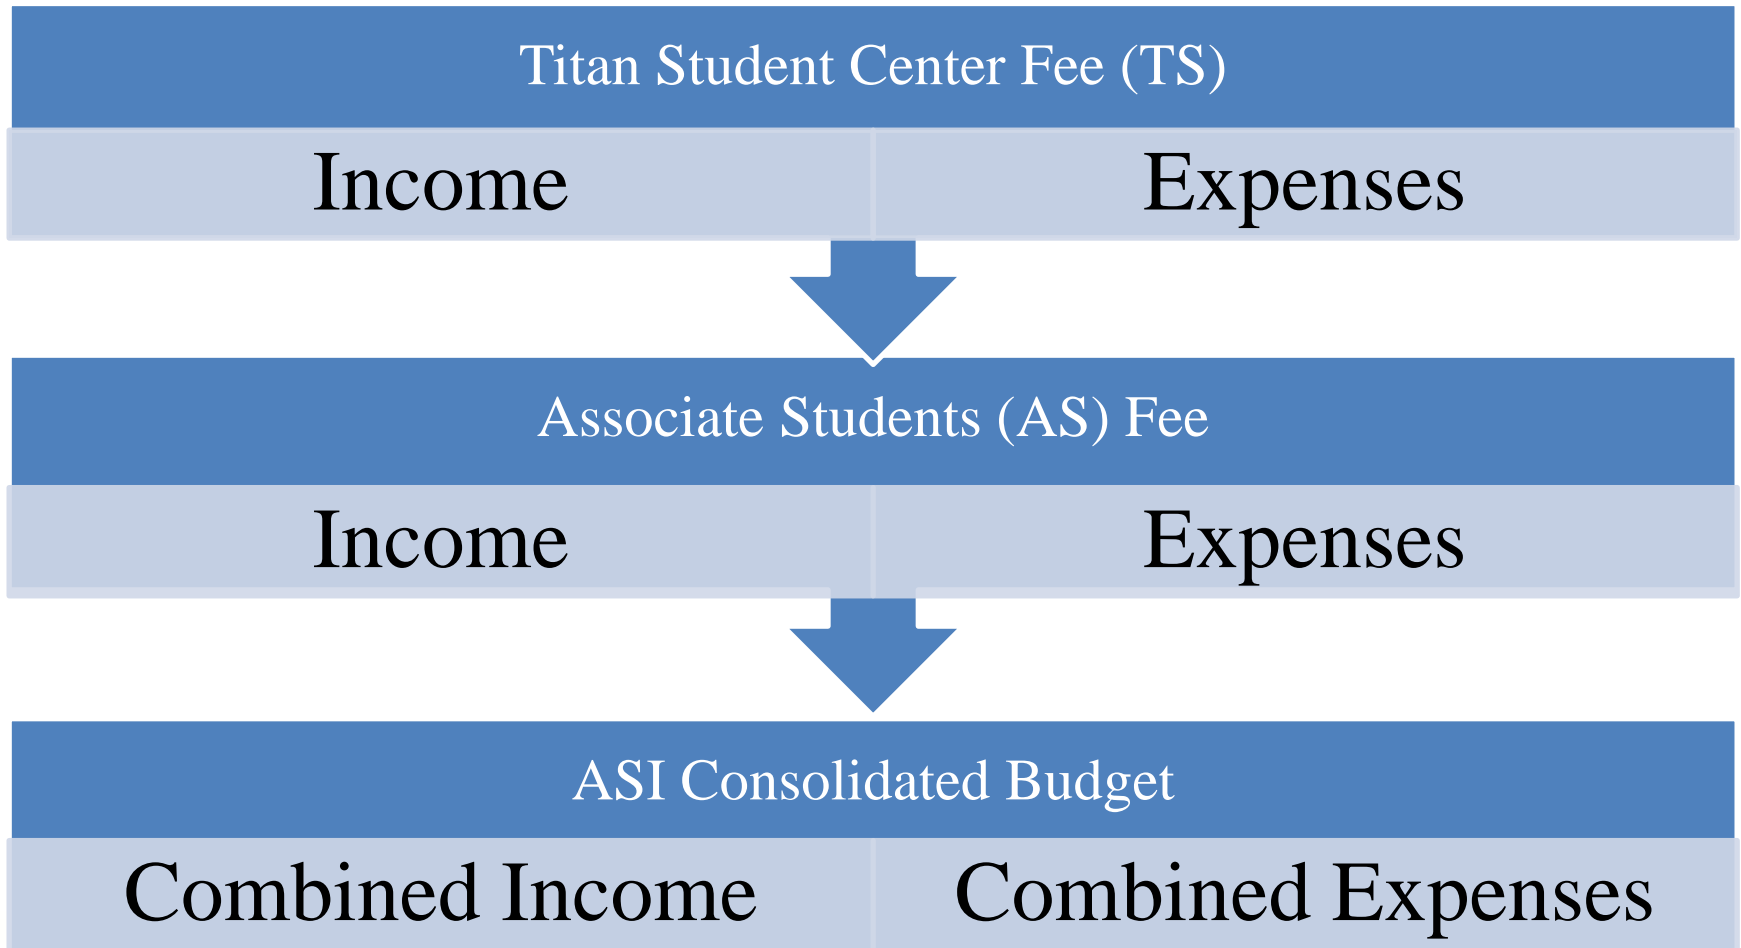 Titan Student Center Fee (TS)
Income Expenses
Associate Students (AS) Fee
Income Expenses
ASI Consolidated Budget
Combined Income Combined Expenses